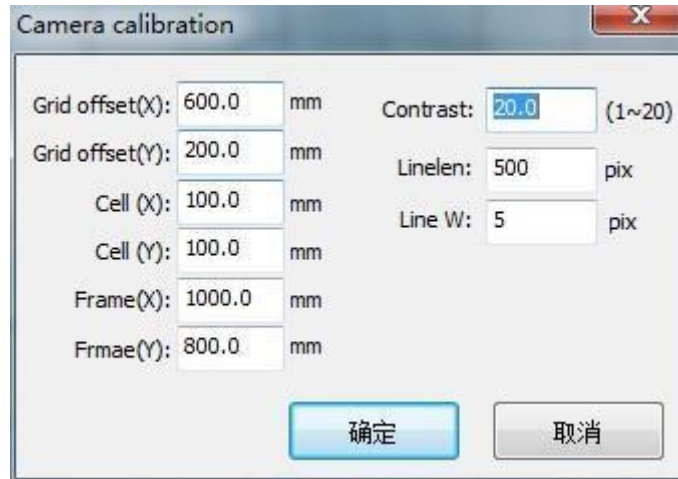 Camera calibration
Grid offset(X): 600.0 mm Contrast: 20.0 (1~20)
Grid offset(Y): 200.0 mm Linelen: 500 pix
Cell (X): 100.0 mm Line W: 5 pix
Cell (Y): 100.0 mm
Frame(X): 1000.0 mm
Frmae(Y): 800.0 mm
确定 取消